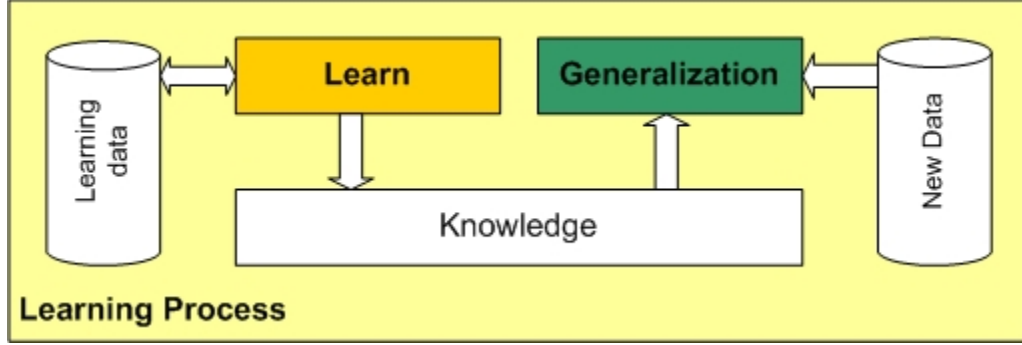 Learning
data
Learn
Generalization
New Data
Knowledge
Learning Process